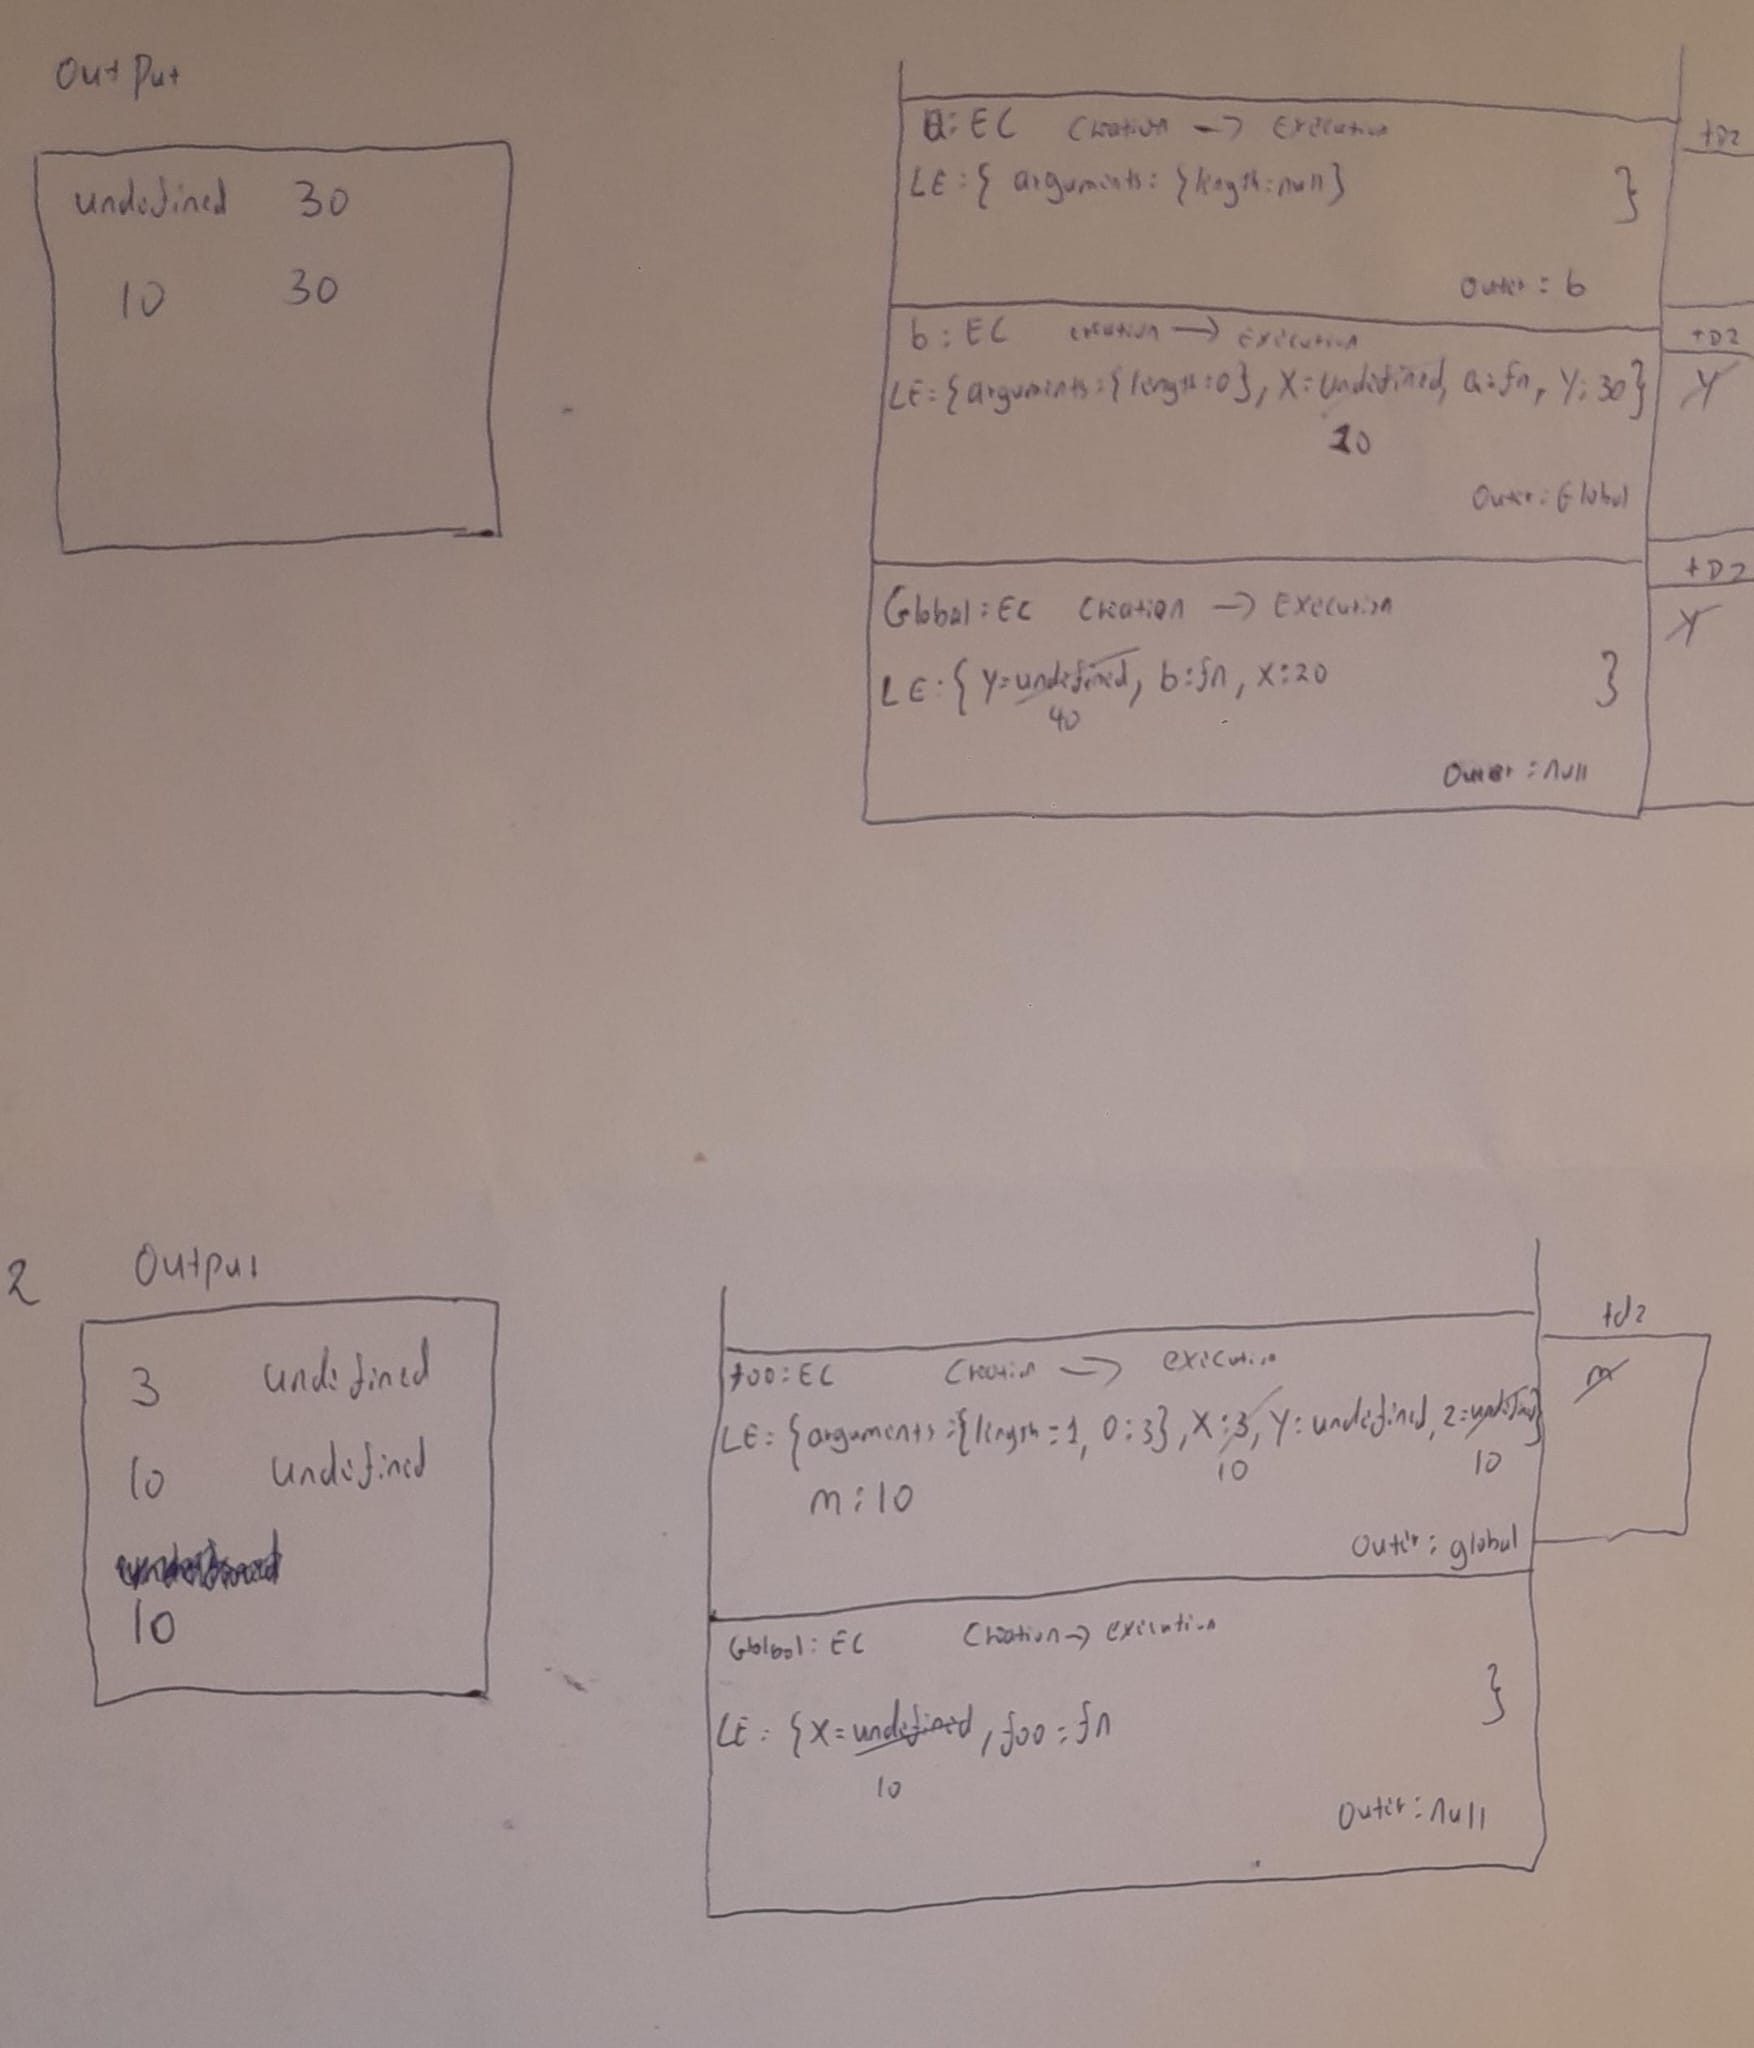 Output
undefined 30
10 30
a: EC Creation -> Execution
TDZ
LE: { arguments: {length: null} }
Outer: b
b: EC creation -> execution
TDZ
LE: {arguments: {length: 0}, X: undefined, a: fn, Y: 30}
Y
10
Outer: Global
Global: EC Creation -> Execution
TDZ
Y
LE: { Y= undefined, b: fn, X: 20 }
40
Outer: null
2 Output
3 undefined
10 undefined
10
tdz
foo: EC Creation -> execution
m
LE: {arguments: {length = 1, 0: 3}, X: 3, Y: undefined, z= undefined}
10 10
m: 10
Outer: global
Global: EC Creation -> execution
LE: {X= undefined, foo: fn }
10
Outer: null